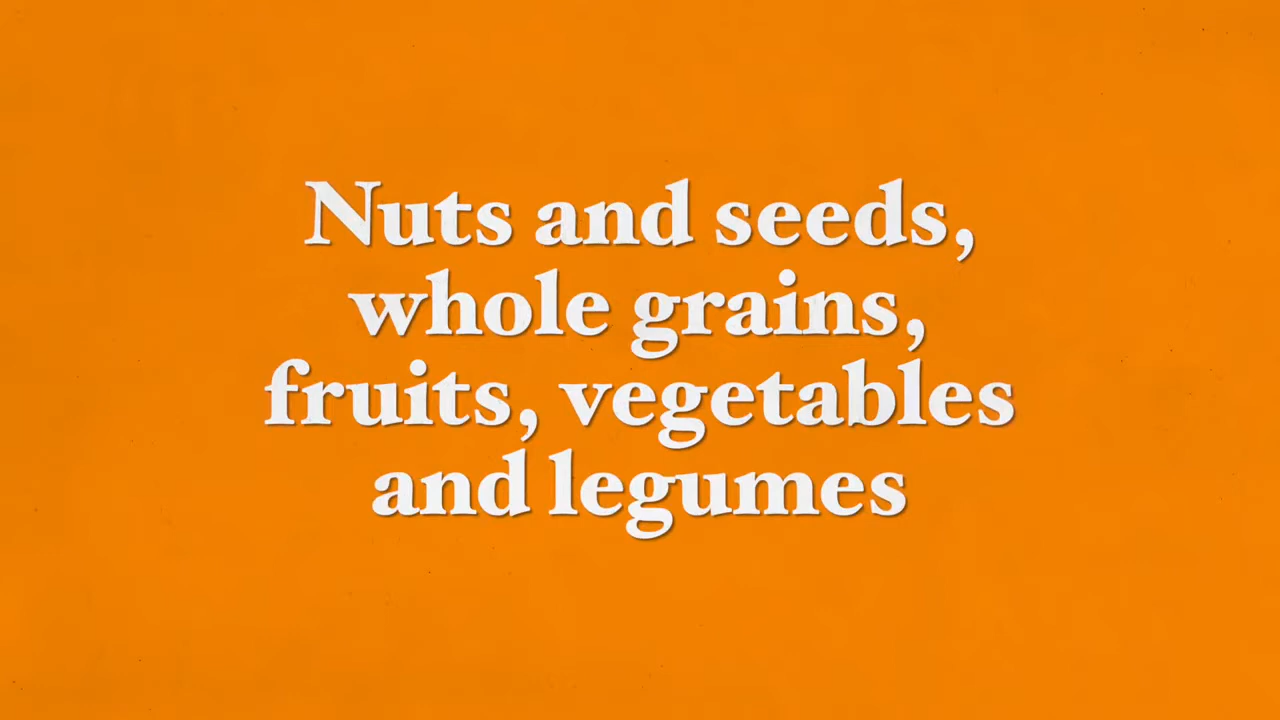 Nuts and seeds,
whole grains,
fruits, vegetables
and legumes